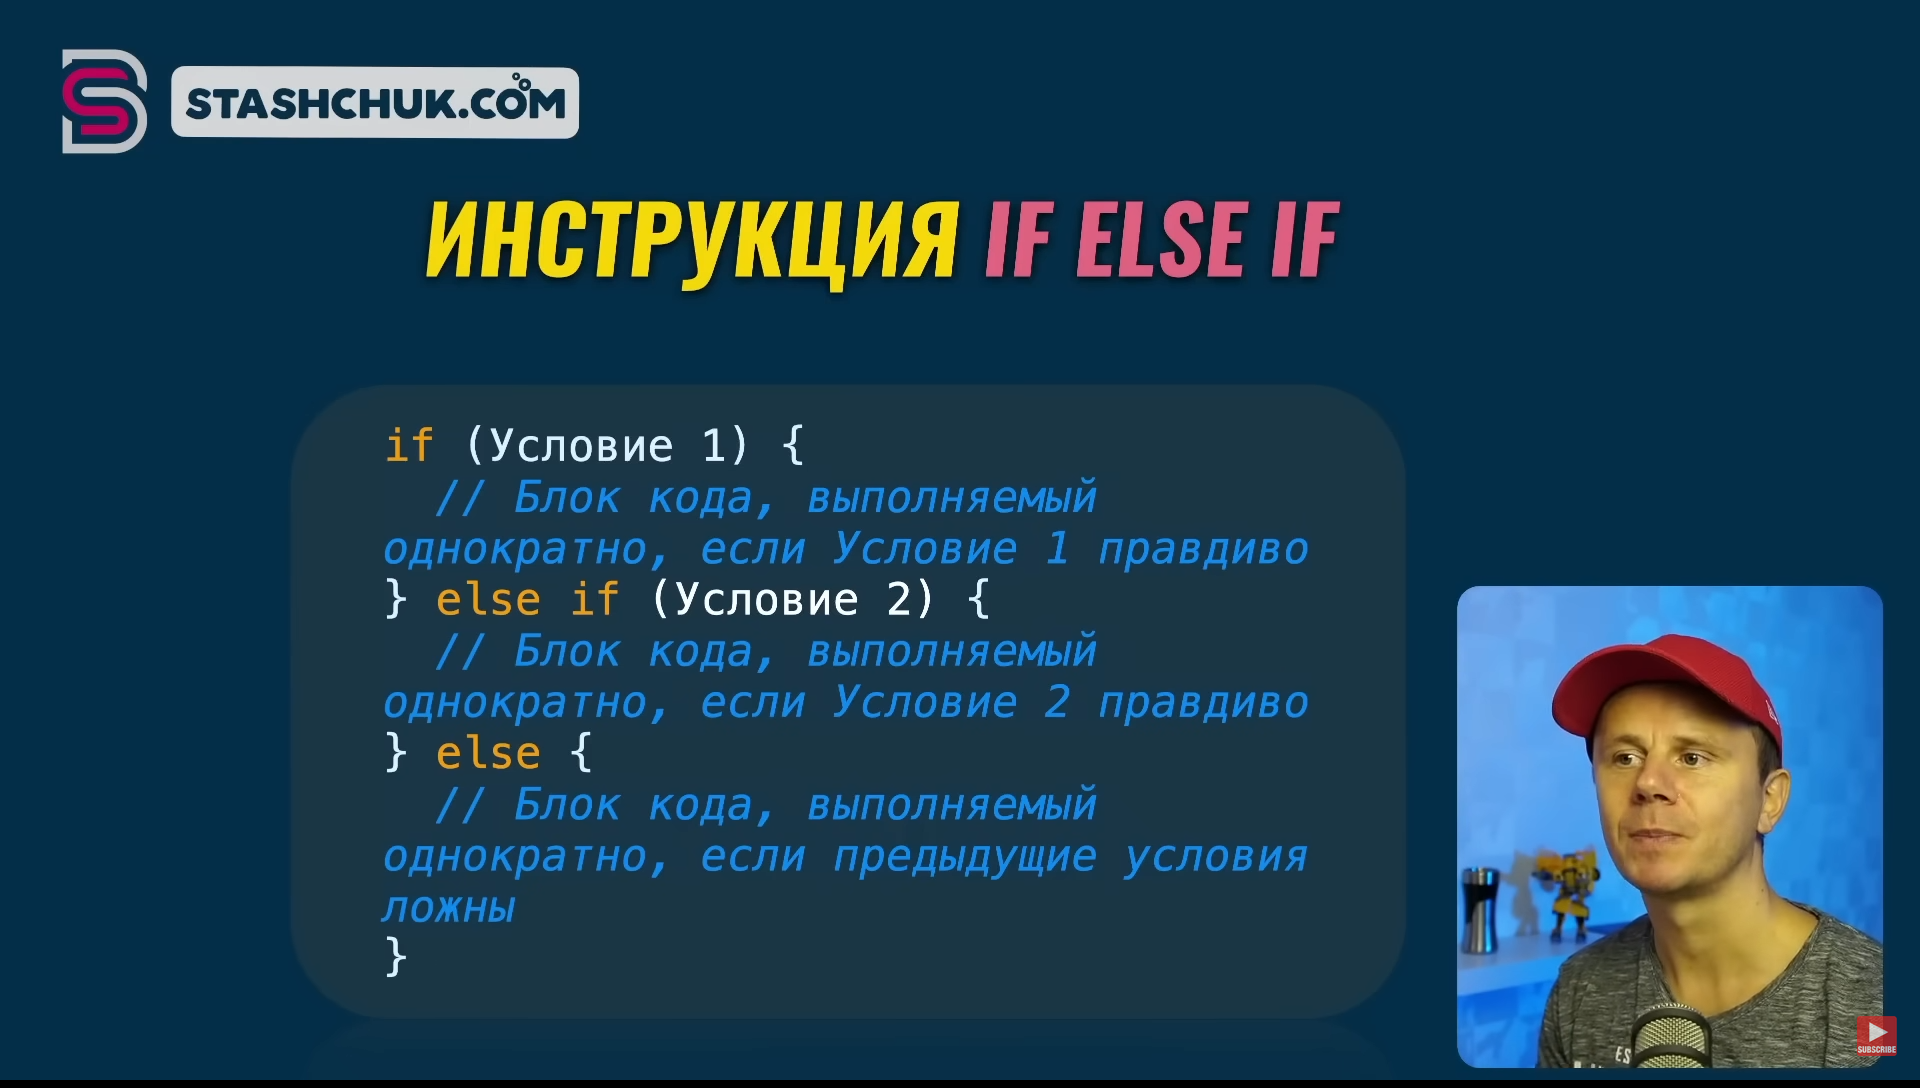 STASHCHUK.COM
ИНСТРУКЦИЯ IF ELSE IF
if (Условие 1) {
// Блок кода, выполняемый
однократно, если Условие 1 правдиво
} else if (Условие 2) {
// Блок кода, выполняемый
однократно, если Условие 2 правдиво
} else {
// Блок кода, выполняемый
однократно, если предыдущие условия
ложны
}
ES
SUBSCRIBE